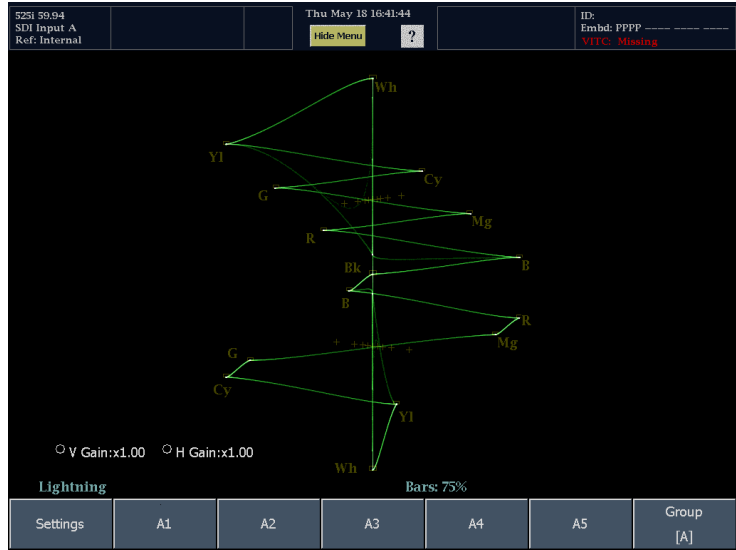 525i 59.94
SDI Input A
Ref: Internal
Thu May 18 16:41:44
Hide Menu
?
ID:
Embd: PPPP ---- ---- ----
VITC: Missing
Wh
Yl
Cy
G
Mg
R
B
Bk
B
R
Mg
G
Cy
Yl
Wh
V Gain:x1.00
H Gain:x1.00
Lightning
Bars: 75%
Settings
A1
A2
A3
A4
A5
Group
[A]